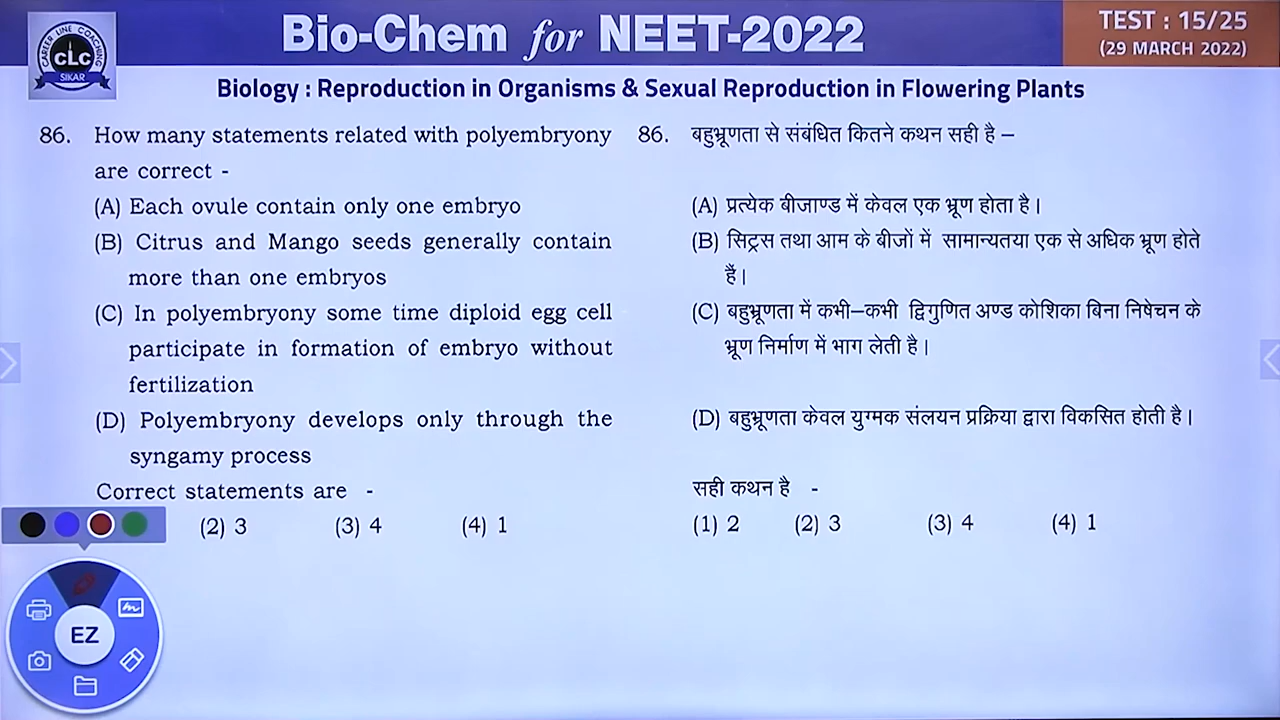 CAREER LINE COACHING
CLC
SIKAR
Bio-Chem for NEET-2022
TEST : 15/25
(29 MARCH 2022)
Biology : Reproduction in Organisms & Sexual Reproduction in Flowering Plants
86. How many statements related with polyembryony
are correct -
(A) Each ovule contain only one embryo
(B) Citrus and Mango seeds generally contain
more than one embryos
(C) In polyembryony some time diploid egg cell
participate in formation of embryo without
fertilization
(D) Polyembryony develops only through the
syngamy process
Correct statements are -
(2) 3 (3) 4 (4) 1
86. बहुभ्रूणता से संबंधित कितने कथन सही है –
(A) प्रत्येक बीजाण्ड में केवल एक भ्रूण होता है।
(B) सिट्रस तथा आम के बीजों में सामान्यतया एक से अधिक भ्रूण होते
हैं।
(C) बहुभ्रूणता में कभी–कभी द्विगुणित अण्ड कोशिका बिना निषेचन के
भ्रूण निर्माण में भाग लेती है।
(D) बहुभ्रूणता केवल युग्मक संलयन प्रक्रिया द्वारा विकसित होती है।
सही कथन है -
(1) 2 (2) 3 (3) 4 (4) 1
EZ